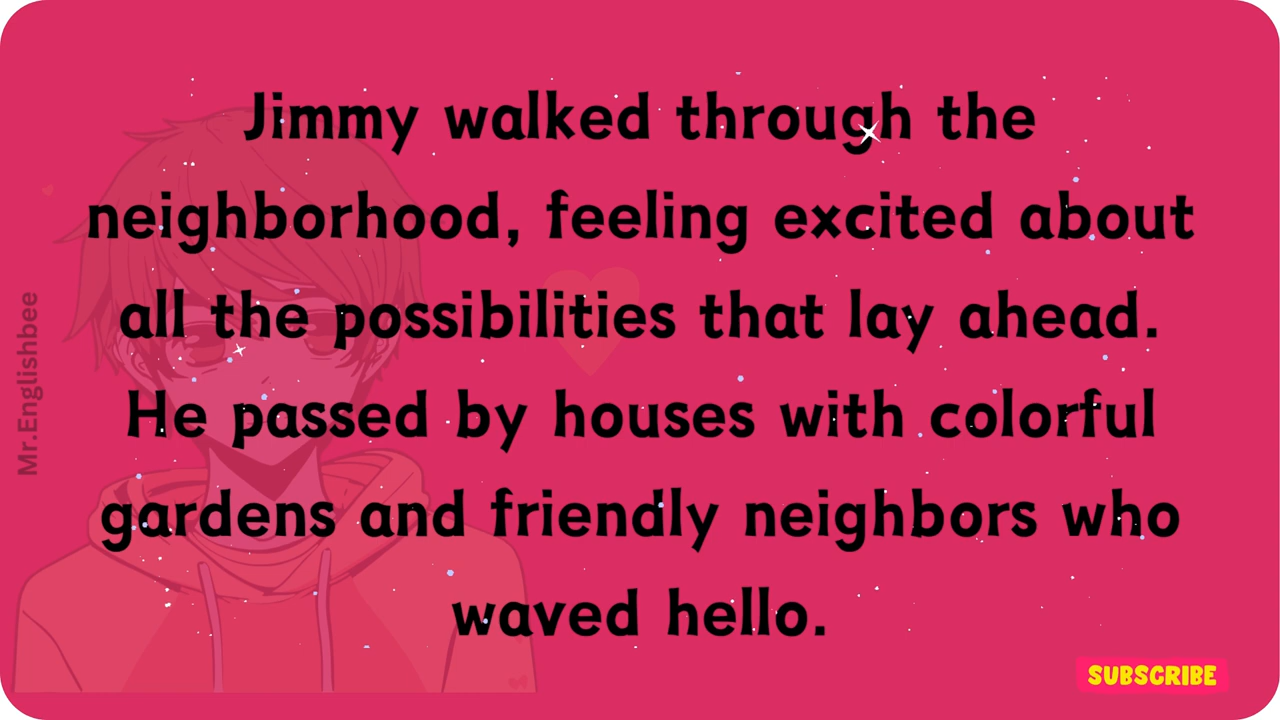 Jimmy walked through the
neighborhood, feeling excited about
all the possibilities that lay ahead.
He passed by houses with colorful
gardens and friendly neighbors who
waved hello.
Mr.Englishbee
SUBSCRIBE